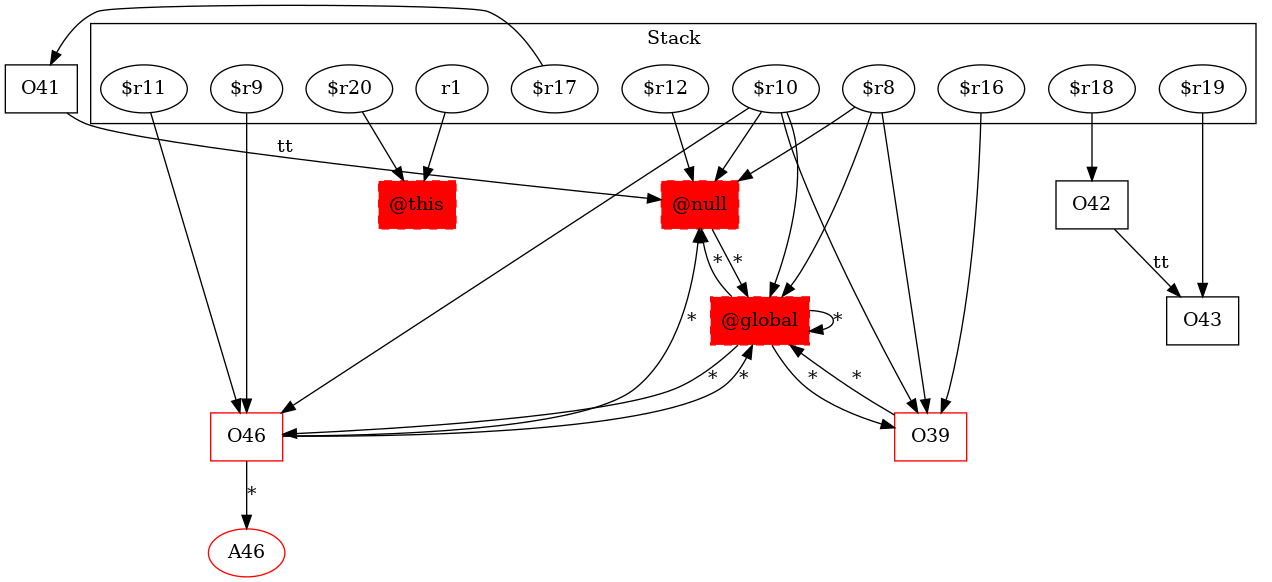 Stack
O41
$r11
$r9
$r20
r1
$r17
$r12
$r10
$r8
$r16
$r18
$r19
tt
@this
@null
O42
* *
tt
@global
*
O43
*
* * * *
O46
O39
*
A46